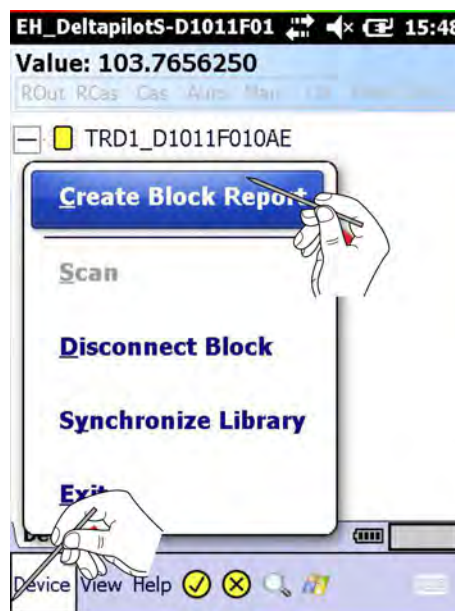 EH_DeltapilotS-D1011F01 15:48
Value: 103.7656250
ROut RCas Cas Auto Man
TRD1_D1011F010AE
Create Block Report
Scan
Disconnect Block
Synchronize Library
Exit
Device View Help